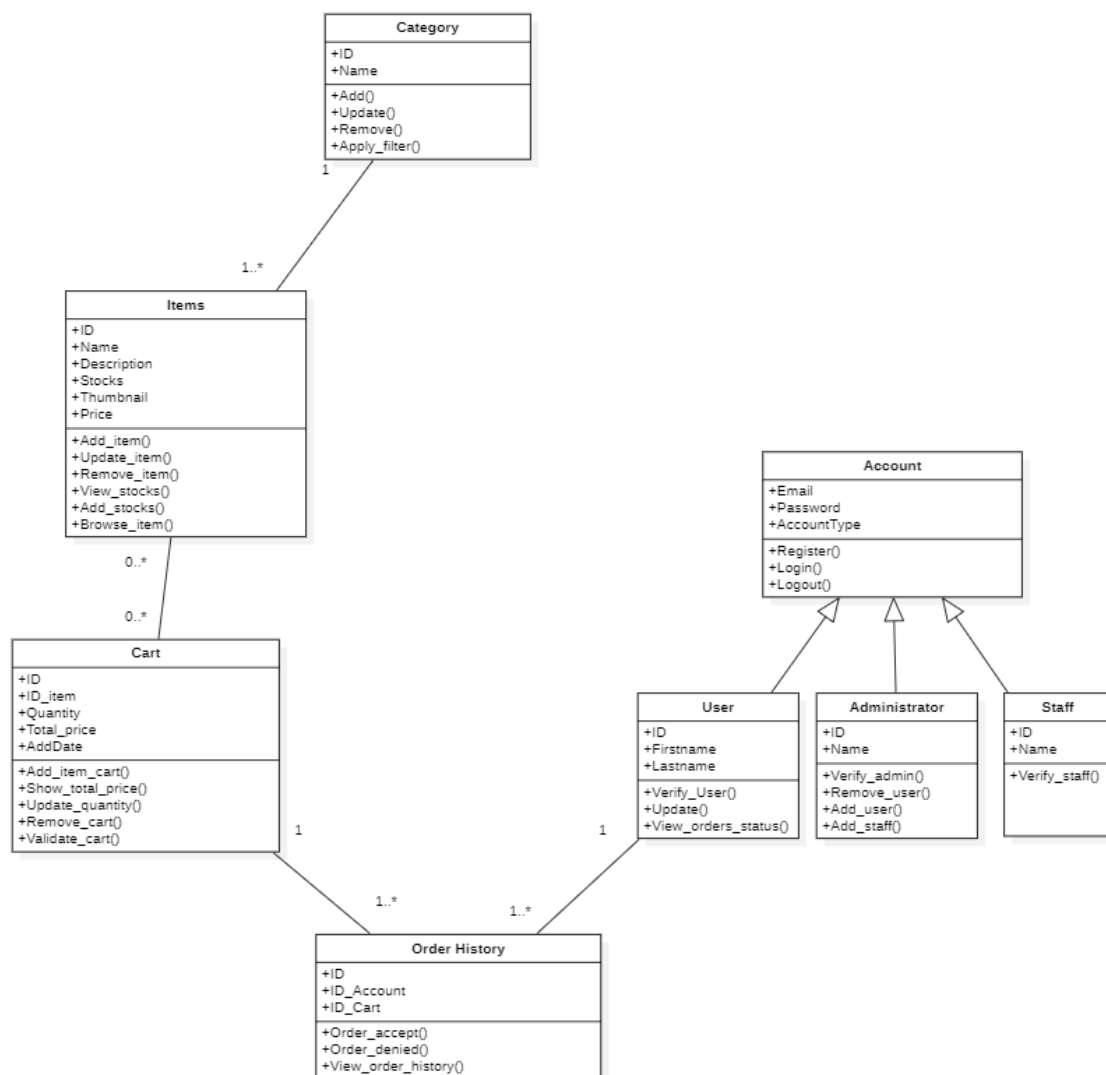 Category
+ID
+Name
+Add()
+Update()
+Remove()
+Apply_filter()
1
1..*
Items
+ID
+Name
+Description
+Stocks
+Thumbnail
+Price
+Add_item()
+Update_item()
+Remove_item()
+View_stocks()
+Add_stocks()
+Browse_item()
0..*
0..*
Cart
+ID
+ID_item
+Quantity
+Total_price
+AddDate
+Add_item_cart()
+Show_total_price()
+Update_quantity()
+Remove_cart()
+Validate_cart()
1
1..*
Account
+Email
+Password
+AccountType
+Register()
+Login()
+Logout()
User
+ID
+Firstname
+Lastname
+Verify_User()
+Update()
+View_orders_status()
Administrator
+ID
+Name
+Verify_admin()
+Remove_user()
+Add_user()
+Add_staff()
Staff
+ID
+Name
+Verify_staff()
1
1..*
Order History
+ID
+ID_Account
+ID_Cart
+Order_accept()
+Order_denied()
+View_order_history()